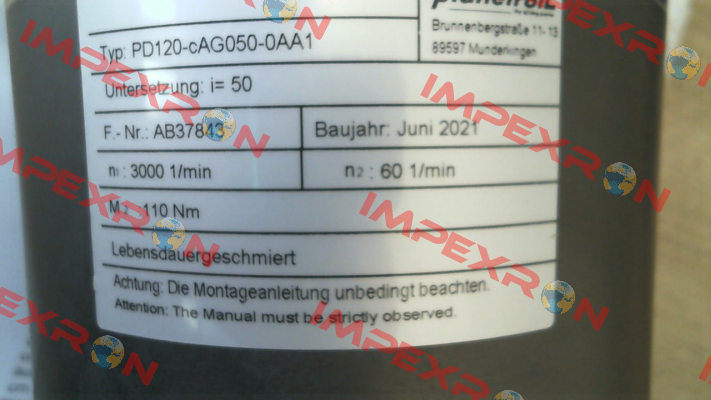 Brunnenbergstraße 11-13
Typ: PD120-cAG050-0AA1
89597 Munderkingen
Untersetzung: i= 50
F.- Nr.: AB37843
Baujahr: Juni 2021
n1 : 3000 1/min
n2 : 60 1/min
M2 : 110 Nm
Lebensdauergeschmiert
Achtung: Die Montageanleitung unbedingt beachten.
Attention: The Manual must be strictly observed.
IMPEXRON
IMPEXRON
IMPEXRON
IMPEXRON
IMPEXRON